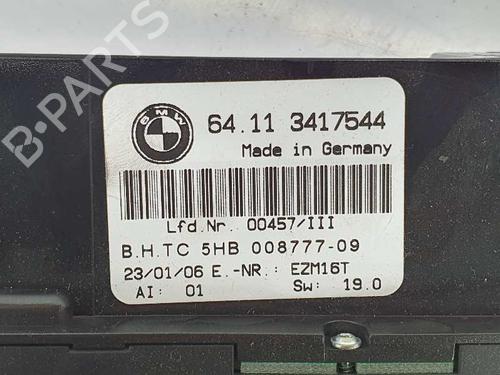 BMW
64.11 3417544
Made in Germany
Lfd.Nr. 00457/III
B.H.TC 5HB 008777-09
23/01/06 E.-NR.: EZM16T
AI: 01 Sw: 19.0
B-Parts